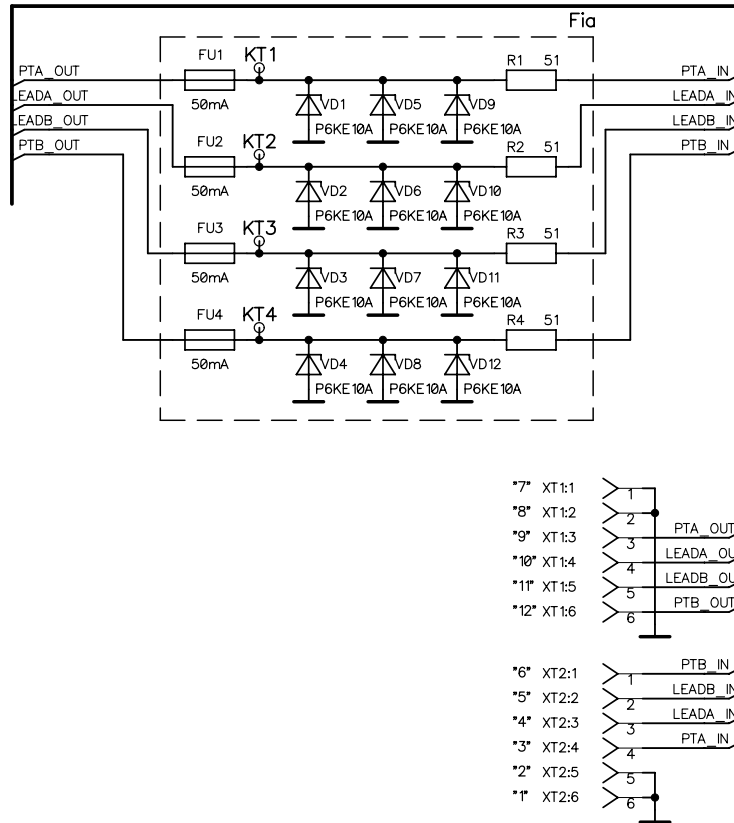 Fia
FU1 KT1 R1 51
PTA_OUT PTA_IN
50mA VD1 VD5 VD9
LEADA_OUT LEADA_IN
P6KE10A P6KE10A P6KE10A
LEADB_OUT LEADB_IN
FU2 KT2 R2 51
PTB_OUT PTB_IN
50mA VD2 VD6 VD10
P6KE10A P6KE10A P6KE10A
FU3 KT3 R3 51
50mA VD3 VD7 VD11
P6KE10A P6KE10A P6KE10A
FU4 KT4 R4 51
50mA VD4 VD8 VD12
P6KE10A P6KE10A P6KE10A
"7" XT1:1 1
"8" XT1:2 2
"9" XT1:3 3 PTA_OUT
"10" XT1:4 4 LEADA_OU
"11" XT1:5 5 LEADB_OU
"12" XT1:6 6 PTB_OUT
"6" XT2:1 1 PTB_IN
"5" XT2:2 2 LEADB_IN
"4" XT2:3 3 LEADA_IN
"3" XT2:4 4 PTA_IN
"2" XT2:5 5
"1" XT2:6 6